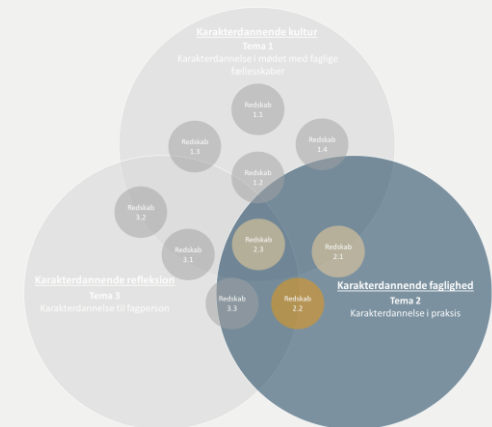 Karakterdannende kultur
Tema 1
Karakterdannelse i mødet med faglige
fællesskaber
Redskab
1.1
Redskab
1.3
Redskab
1.4
Redskab
1.2
Redskab
3.2
Redskab
2.3
Redskab
2.1
Redskab
3.1
Karakterdannende refleksion
Tema 3
Karakterdannelse til fagperson
Karakterdannende faglighed
Tema 2
Karakterdannelse i praksis
Redskab
3.3
Redskab
2.2